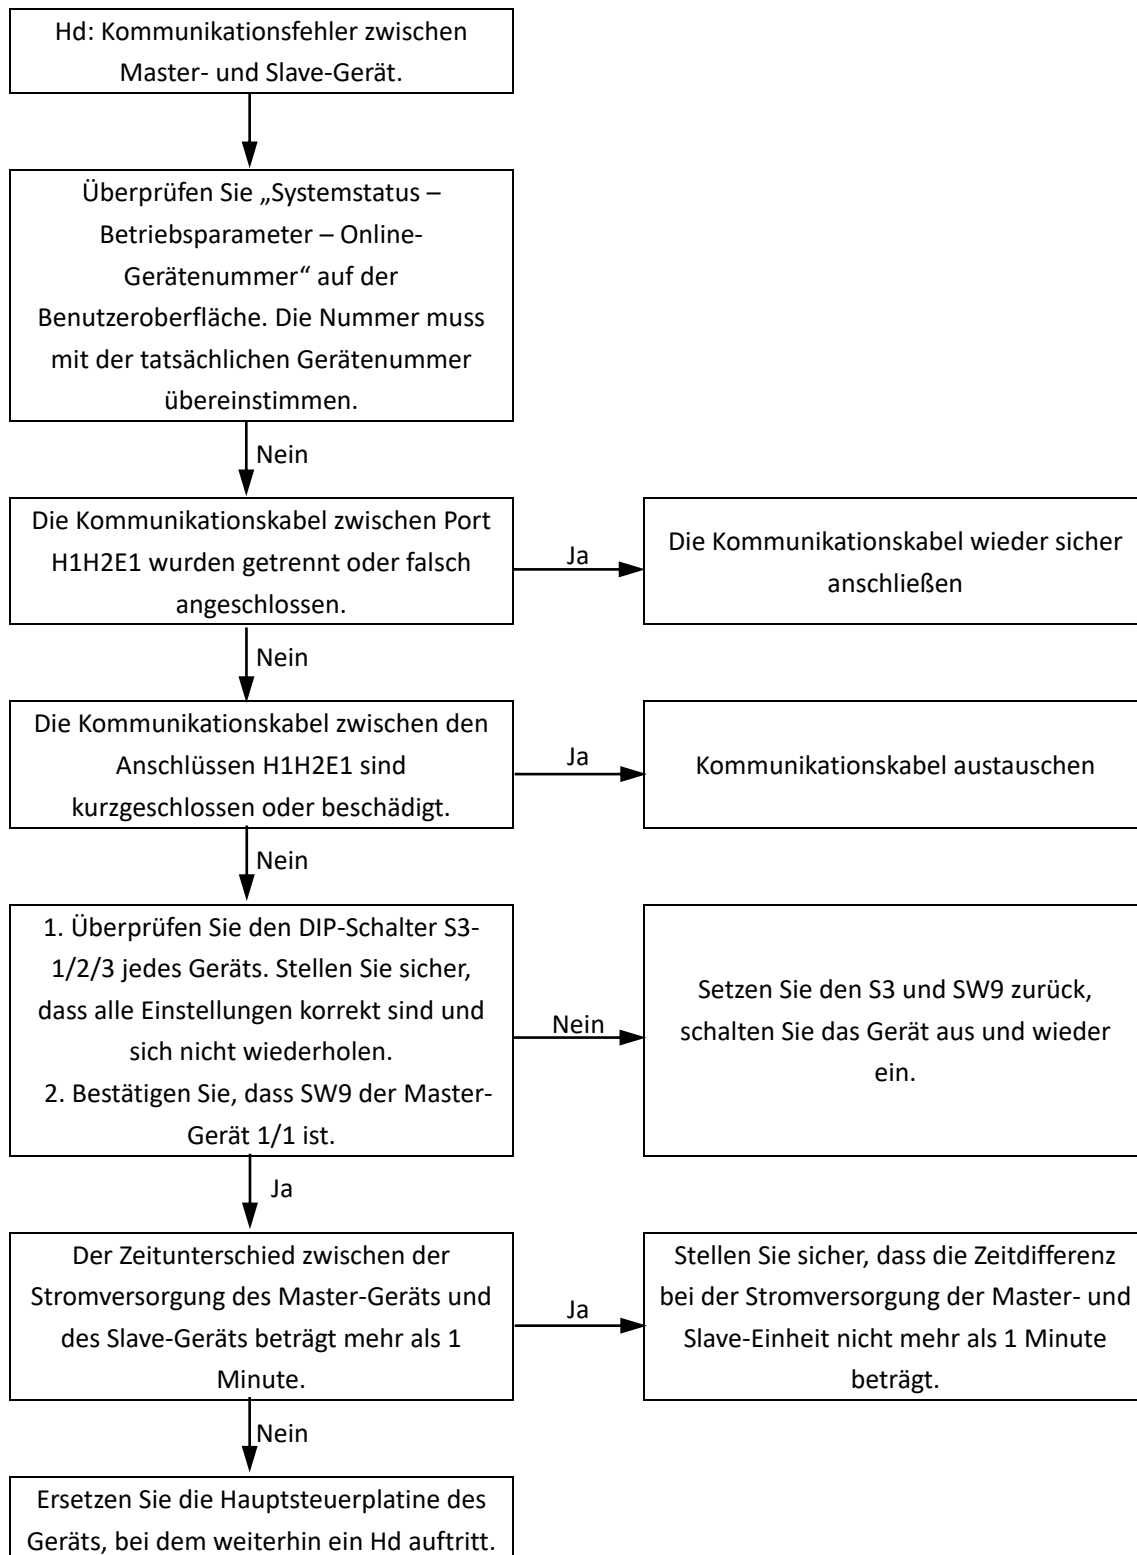 Hd: Kommunikationsfehler zwischen
Master- und Slave-Gerät.
Überprüfen Sie „Systemstatus –
Betriebsparameter – Online-
Gerätenummer“ auf der
Benutzeroberfläche. Die Nummer muss
mit der tatsächlichen Gerätenummer
übereinstimmen.
Nein
Die Kommunikationskabel zwischen Port
H1H2E1 wurden getrennt oder falsch
angeschlossen.
Ja
Die Kommunikationskabel wieder sicher
anschließen
Nein
Die Kommunikationskabel zwischen den
Anschlüssen H1H2E1 sind
kurzgeschlossen oder beschädigt.
Ja
Kommunikationskabel austauschen
Nein
1. Überprüfen Sie den DIP-Schalter S3-
1/2/3 jedes Geräts. Stellen Sie sicher,
dass alle Einstellungen korrekt sind und
sich nicht wiederholen.
2. Bestätigen Sie, dass SW9 der Master-
Gerät 1/1 ist.
Nein
Setzen Sie den S3 und SW9 zurück,
schalten Sie das Gerät aus und wieder
ein.
Ja
Der Zeitunterschied zwischen der
Stromversorgung des Master-Geräts und
des Slave-Geräts beträgt mehr als 1
Minute.
Ja
Stellen Sie sicher, dass die Zeitdifferenz
bei der Stromversorgung der Master- und
Slave-Einheit nicht mehr als 1 Minute
beträgt.
Nein
Ersetzen Sie die Hauptsteuerplatine des
Geräts, bei dem weiterhin ein Hd auftritt.